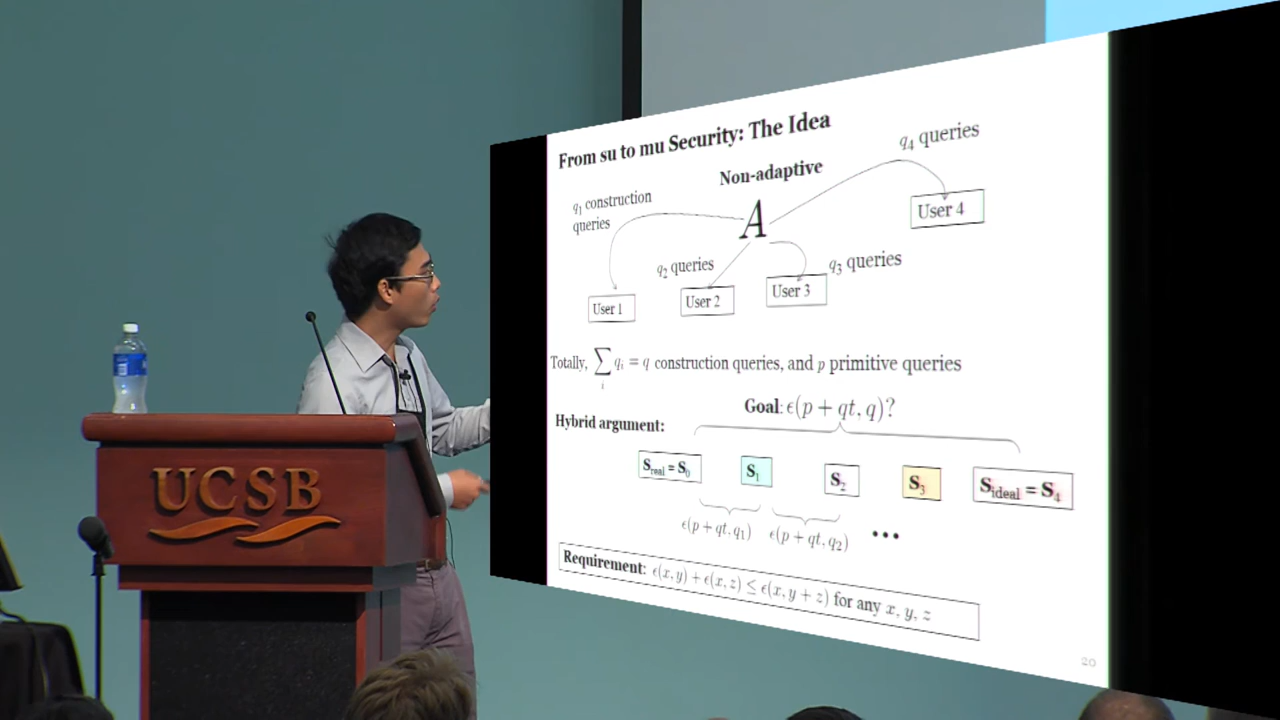 From su to mu Security: The Idea
Non-adaptive
q₄ queries
q₁ construction
queries
A
User 4
q₂ queries
q₃ queries
User 1
User 2
User 3
Totally, ∑ᵢ qᵢ = q construction queries, and p primitive queries
Goal: ϵ(p + qt, q)?
Hybrid argument:
S_real = S₀
S₁
S₂
S₃
S_ideal = S₄
ϵ(p + qt, q₁)
ϵ(p + qt, q₂)
•••
Requirement: ϵ(x, y) + ϵ(x, z) ≤ ϵ(x, y + z) for any x, y, z
20
UCSB